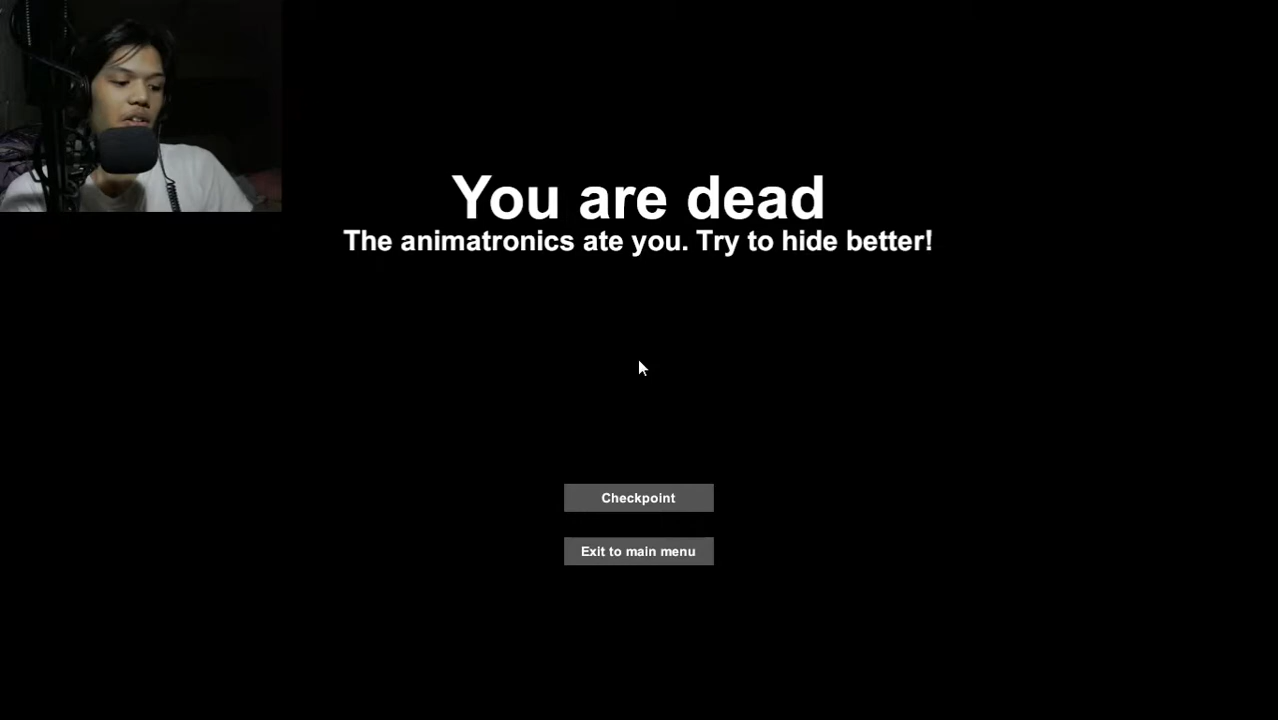 You are dead
The animatronics ate you. Try to hide better!
Checkpoint
Exit to main menu